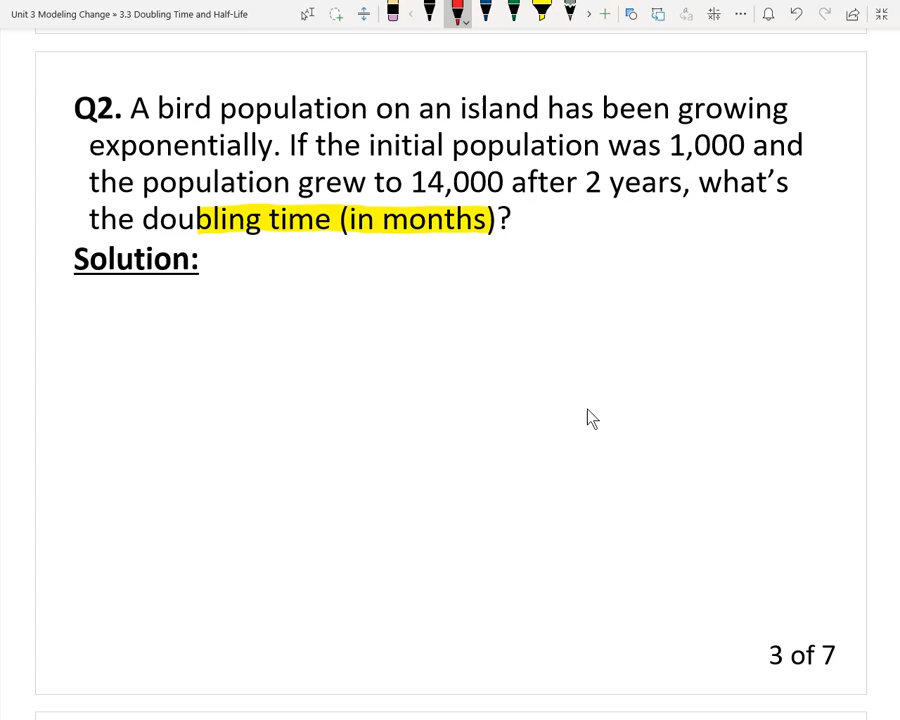 Unit 3 Modeling Change » 3.3 Doubling Time and Half-Life
Q2. A bird population on an island has been growing
exponentially. If the initial population was 1,000 and
the population grew to 14,000 after 2 years, what’s
the doubling time (in months)?
Solution:
3 of 7